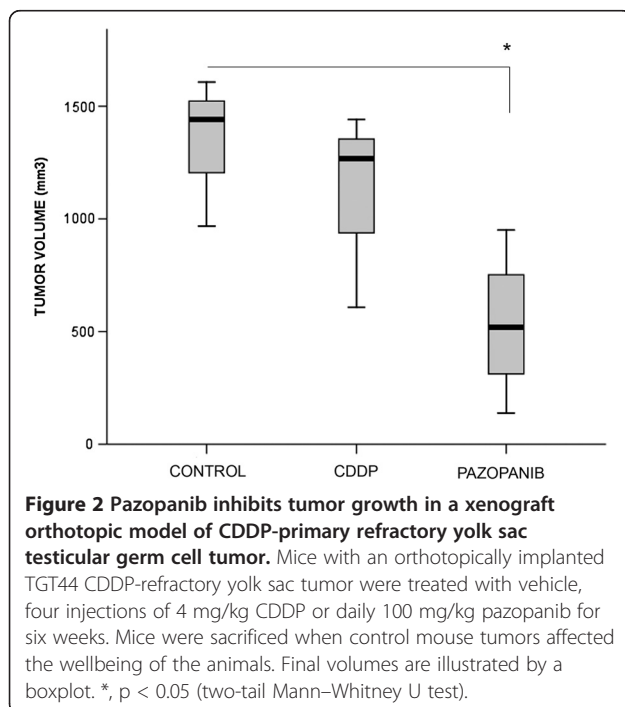 *
1500
1000
500
0
TUMOR VOLUME (mm3)
CONTROL CDDP PAZOPANIB
Figure 2 Pazopanib inhibits tumor growth in a xenograft
orthotopic model of CDDP-primary refractory yolk sac
testicular germ cell tumor. Mice with an orthotopically implanted
TGT44 CDDP-refractory yolk sac tumor were treated with vehicle,
four injections of 4 mg/kg CDDP or daily 100 mg/kg pazopanib for
six weeks. Mice were sacrificed when control mouse tumors affected
the wellbeing of the animals. Final volumes are illustrated by a
boxplot. *, p < 0.05 (two-tail Mann–Whitney U test).